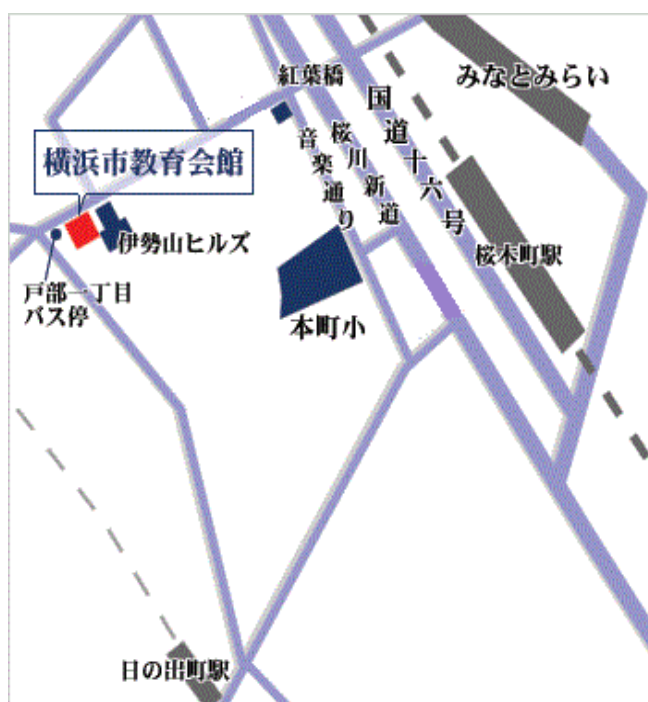 みなとみらい
紅葉橋
国道十六号
桜川新道
音楽通り
横浜市教育会館
伊勢山ヒルズ
桜木町駅
戸部一丁目
バス停
本町小
日の出町駅